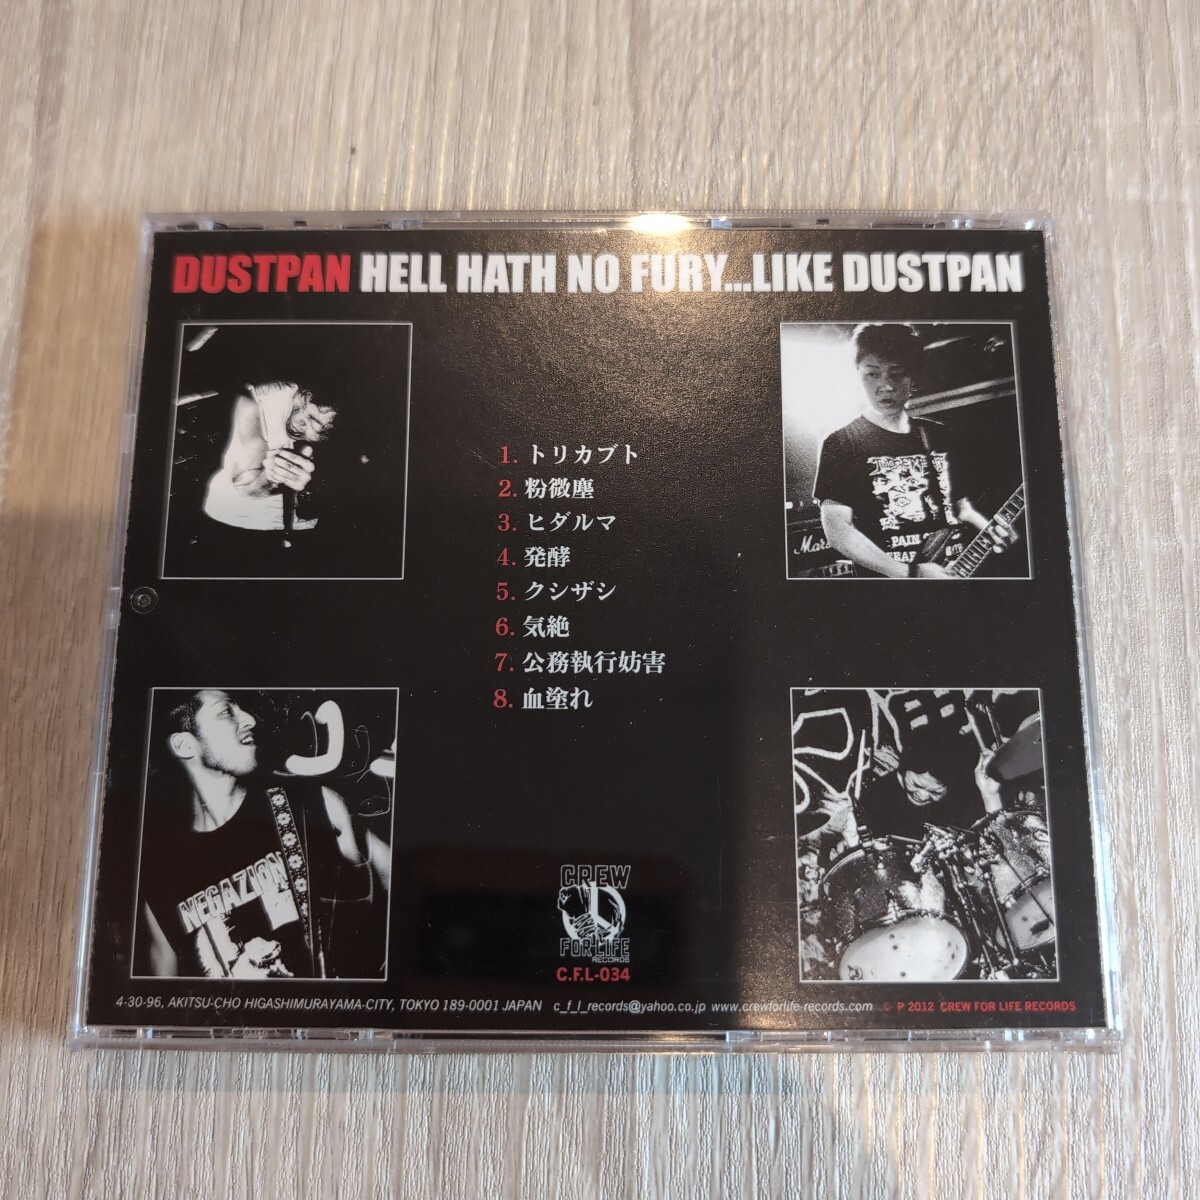 DUSTPAN HELL HATH NO FURY...LIKE DUSTPAN
1. トリカブト
2. 粉微塵
3. ヒダルマ
4. 発酵
5. クシザシ
6. 気絶
7. 公務執行妨害
8. 血塗れ
PAIN
NEGAZION
CREW
FOR LIFE
RECORDS
C.F.L-034
4-30-96, AKITSU-CHO HIGASHIMURAYAMA-CITY, TOKYO 189-0001 JAPAN c_f_l_records@yahoo.co.jp www.crewforlife-records.com © P 2012 CREW FOR LIFE RECORDS